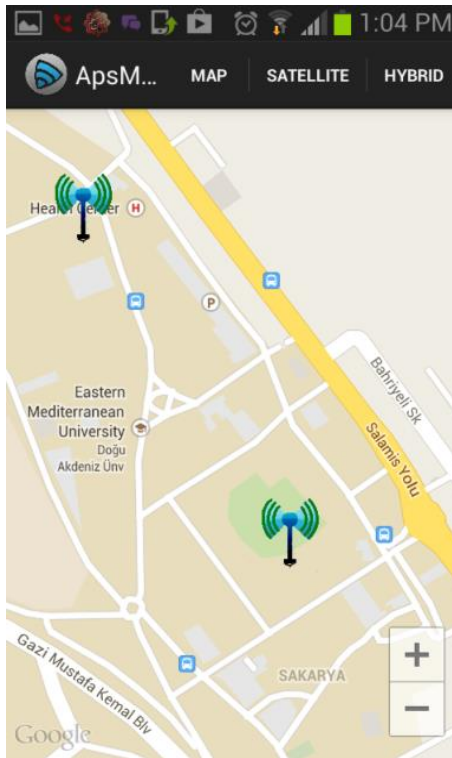 1:04 PM
ApsM... MAP SATELLITE HYBRID
Health Center H
P
Bahriyeli Sk
Eastern
Mediterranean
University
Doğu
Akdeniz Ünv
Salamis Yolu
Gazi Mustafa Kemal Blv
SAKARYA
+
−
Google